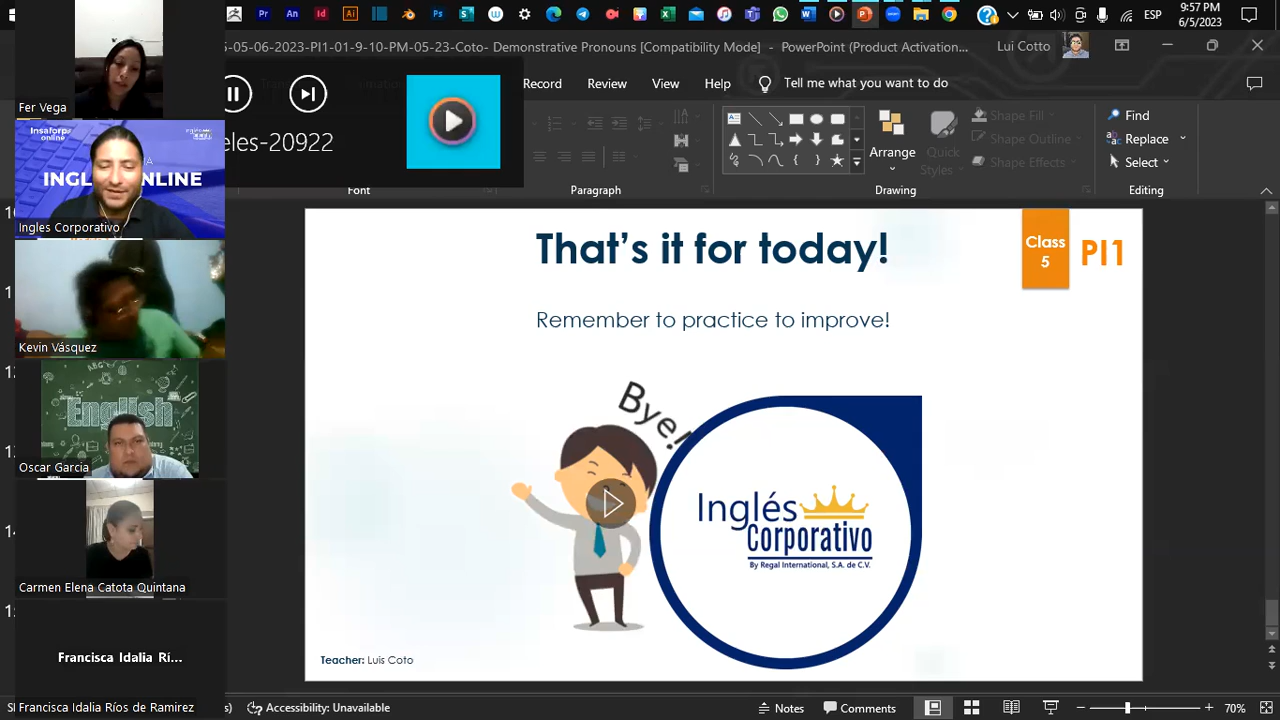 9:57 PM
ESP
6/5/2023
5-05-06-2023-PI1-01-9-10-PM-05-23-Coto- Demonstrative Pronouns [Compatibility Mode] - PowerPoint (Product Activation...
Lui Cotto
Record
Review
View
Help
Tell me what you want to do
eles-20922
Shape Fill
Shape Outline
Shape Effects
Arrange
Quick
Styles
Find
Replace
Select
Font
Paragraph
Drawing
Editing
Fer Vega
Insaforp
online
INGL
ONLINE
Ingles Corporativo
Kevin Vásquez
English
Oscar Garcia
Carmen Elena Catota Quintana
Francisca Idalia Rí...
Francisca Idalia Ríos de Ramirez
That's it for today!
Class
5
PI1
Remember to practice to improve!
Bye!
Inglés
Corporativo
By Regal International, S.A. de C.V.
Teacher: Luis Coto
Accessibility: Unavailable
Notes
Comments
70%